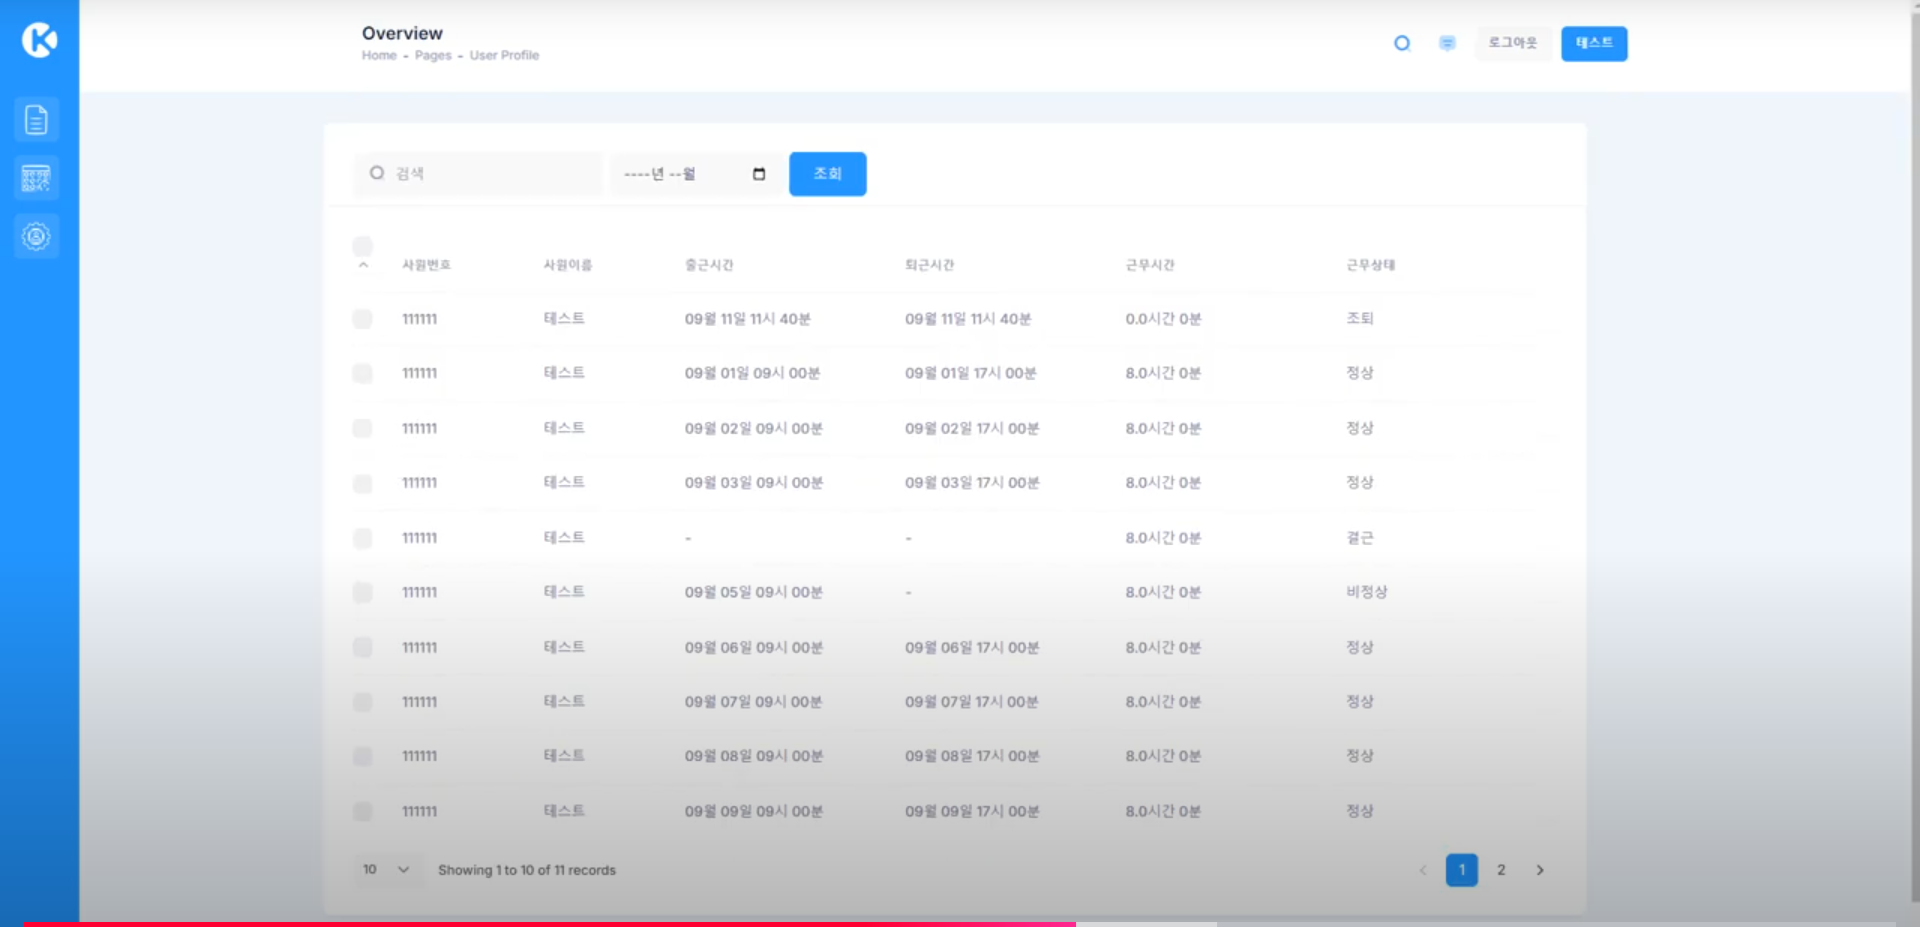 Overview
Home - Pages - User Profile
로그아웃
테스트
검색
----년 --월
조회
사원번호 사원이름 출근시간 퇴근시간 근무시간 근무상태
111111 테스트 09월 11일 11시 40분 09월 11일 11시 40분 0.0시간 0분 조퇴
111111 테스트 09월 01일 09시 00분 09월 01일 17시 00분 8.0시간 0분 정상
111111 테스트 09월 02일 09시 00분 09월 02일 17시 00분 8.0시간 0분 정상
111111 테스트 09월 03일 09시 00분 09월 03일 17시 00분 8.0시간 0분 정상
111111 테스트 - - 8.0시간 0분 결근
111111 테스트 09월 05일 09시 00분 - 8.0시간 0분 비정상
111111 테스트 09월 06일 09시 00분 09월 06일 17시 00분 8.0시간 0분 정상
111111 테스트 09월 07일 09시 00분 09월 07일 17시 00분 8.0시간 0분 정상
111111 테스트 09월 08일 09시 00분 09월 08일 17시 00분 8.0시간 0분 정상
111111 테스트 09월 09일 09시 00분 09월 09일 17시 00분 8.0시간 0분 정상
10 Showing 1 to 10 of 11 records
1 2